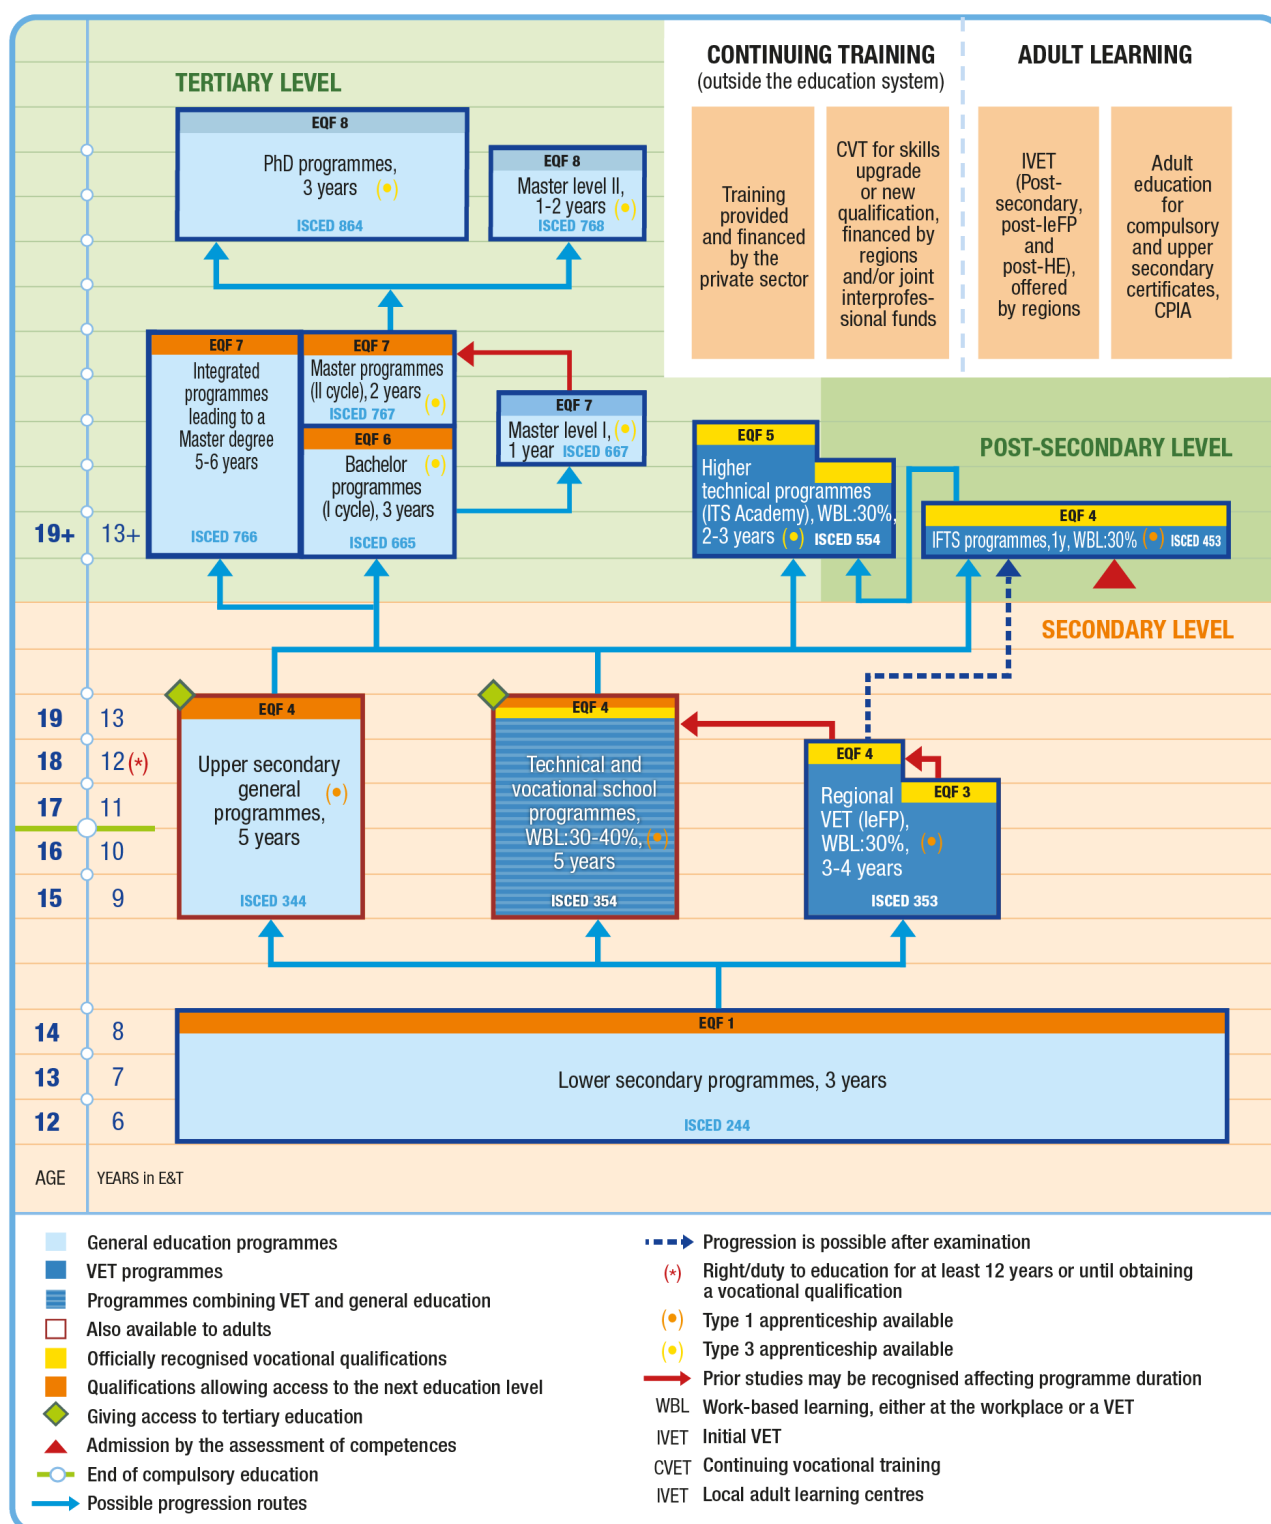 TERTIARY LEVEL
EQF 8
PhD programmes,
3 years (•)
ISCED 864
EQF 8
Master level II,
1-2 years (•)
ISCED 768
CONTINUING TRAINING
(outside the education system)
Training
provided
and financed
by the
private sector
CVT for skills
upgrade
or new
qualification,
financed by
regions
and/or joint
interprofes-
sional funds
ADULT LEARNING
IVET
(Post-
secondary,
post-IeFP
and
post-HE),
offered
by regions
Adult
education
for
compulsory
and upper
secondary
certificates,
CPIA
EQF 7
Integrated
programmes
leading to a
Master degree
5-6 years
ISCED 766
EQF 7
Master programmes
(II cycle), 2 years (•)
ISCED 767
EQF 6
Bachelor (•)
programmes
(I cycle), 3 years
ISCED 665
EQF 7
Master level I, (•)
1 year ISCED 667
POST-SECONDARY LEVEL
EQF 5
Higher
technical programmes
(ITS Academy), WBL:30%,
2-3 years (•) ISCED 554
EQF 4
IFTS programmes,1y, WBL:30% (•) ISCED 453
19+ 13+
SECONDARY LEVEL
EQF 4
Upper secondary
general (•)
programmes,
5 years
ISCED 344
EQF 4
Technical and
vocational school
programmes,
WBL:30-40%, (•)
5 years
ISCED 354
EQF 4
EQF 3
Regional
VET (IeFP),
WBL:30%, (•)
3-4 years
ISCED 353
19 13
18 12 (*)
17 11
16 10
15 9
EQF 1
Lower secondary programmes, 3 years
ISCED 244
14 8
13 7
12 6
AGE YEARS in E&T
General education programmes
VET programmes
Programmes combining VET and general education
Also available to adults
Officially recognised vocational qualifications
Qualifications allowing access to the next education level
Giving access to tertiary education
Admission by the assessment of competences
End of compulsory education
Possible progression routes
Progression is possible after examination
(*) Right/duty to education for at least 12 years or until obtaining
a vocational qualification
(•) Type 1 apprenticeship available
(•) Type 3 apprenticeship available
Prior studies may be recognised affecting programme duration
WBL Work-based learning, either at the workplace or a VET
IVET Initial VET
CVET Continuing vocational training
IVET Local adult learning centres